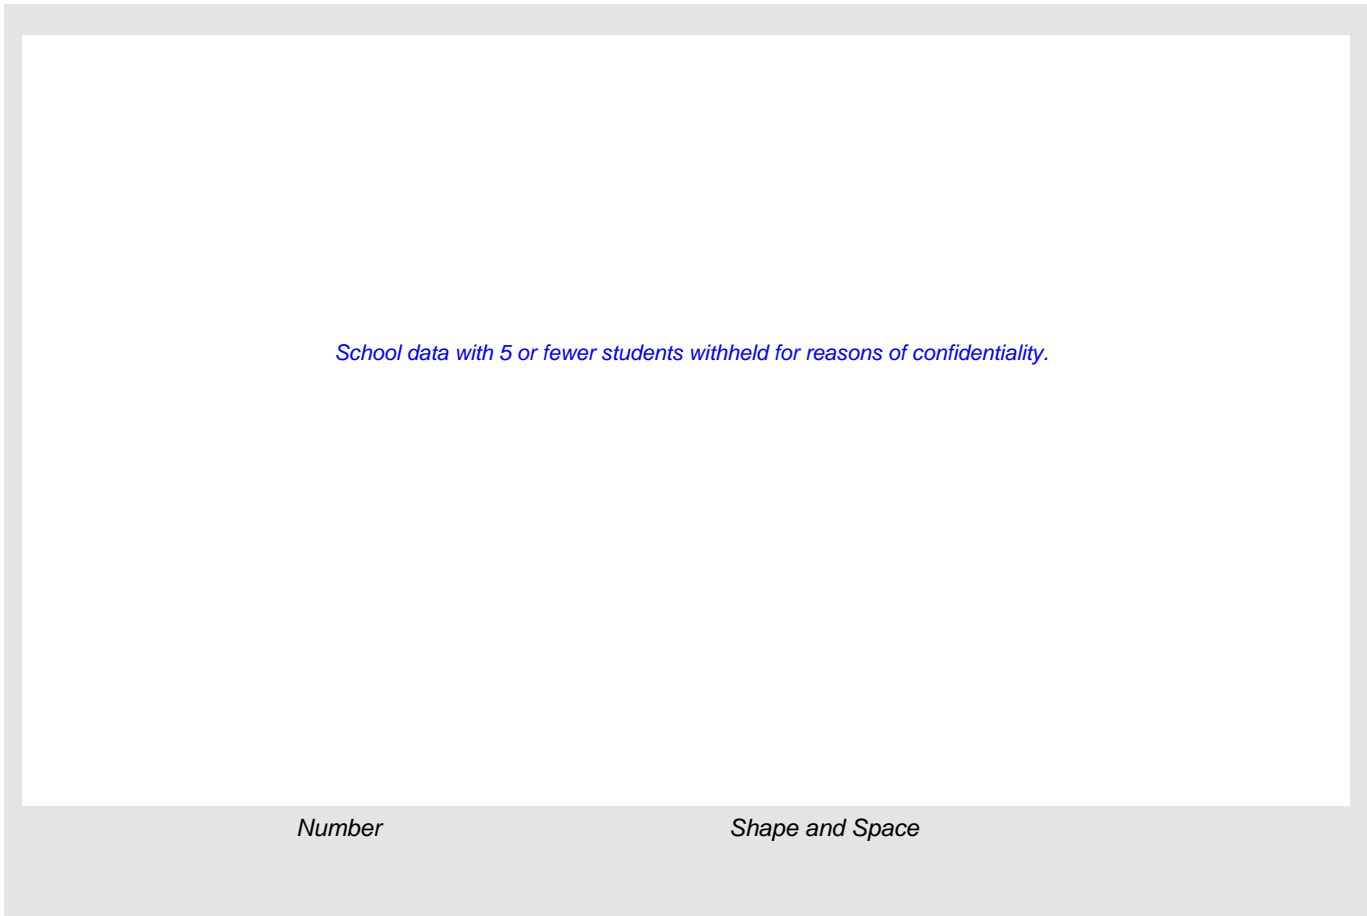 School data with 5 or fewer students withheld for reasons of confidentiality.
Number Shape and Space